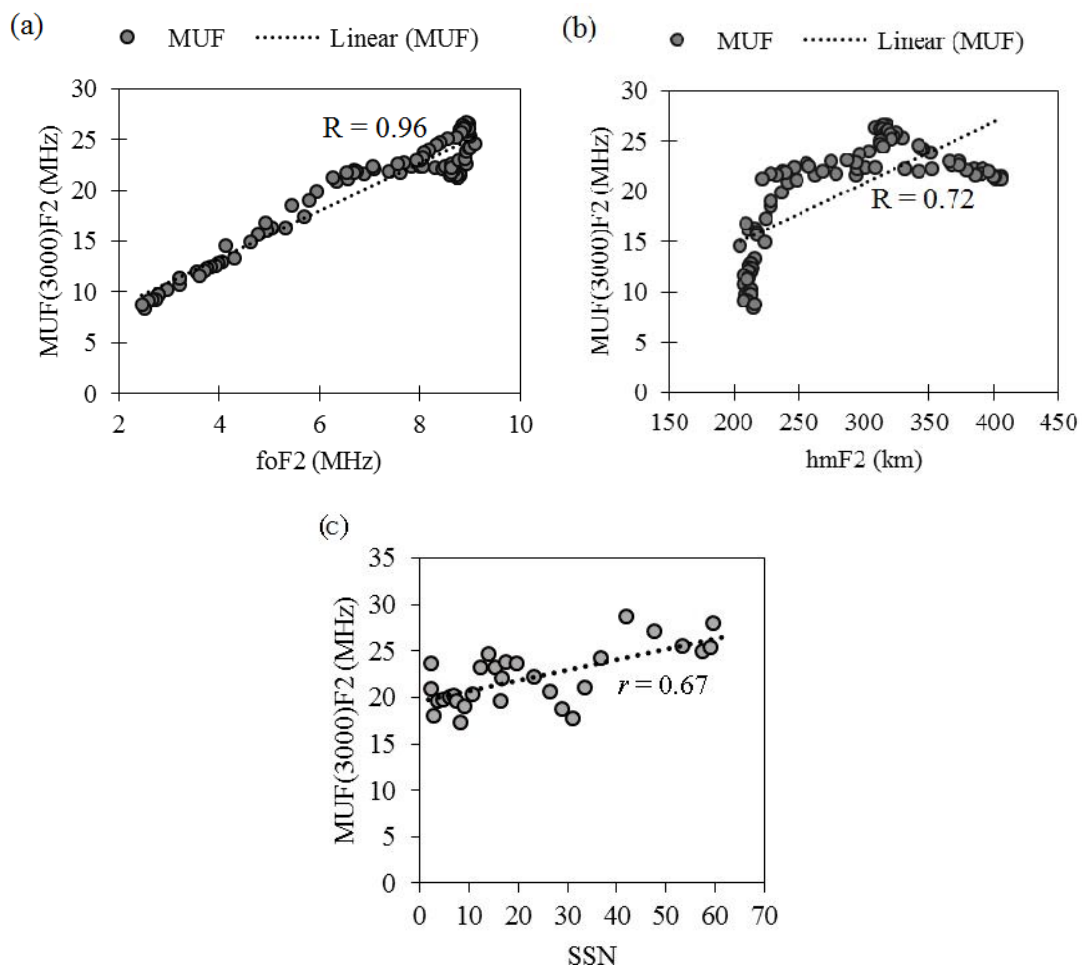 (a)
MUF Linear (MUF)
30
25
20
15
10
5
0
MUF(3000)F2 (MHz)
R = 0.96
2 4 6 8 10
foF2 (MHz)
(b)
MUF Linear (MUF)
30
25
20
15
10
5
0
MUF(3000)F2 (MHz)
R = 0.72
150 200 250 300 350 400 450
hmF2 (km)
(c)
35
30
25
20
15
10
5
0
MUF(3000)F2 (MHz)
r = 0.67
0 10 20 30 40 50 60 70
SSN